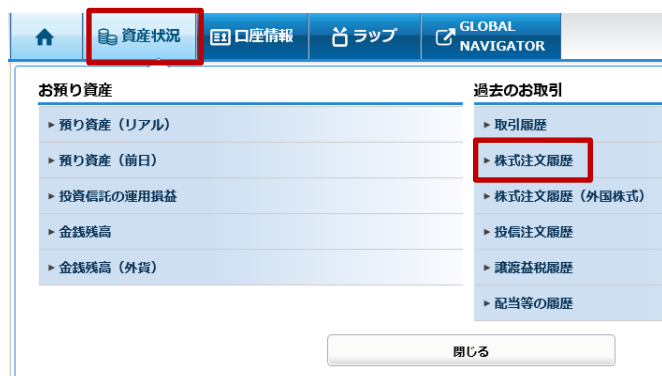 資産状況
口座情報
ラップ
GLOBAL
NAVIGATOR
お預り資産
預り資産（リアル）
預り資産（前日）
投資信託の運用損益
金銭残高
金銭残高（外貨）
過去のお取引
取引履歴
株式注文履歴
株式注文履歴（外国株式）
投信注文履歴
譲渡益税履歴
配当等の履歴
閉じる